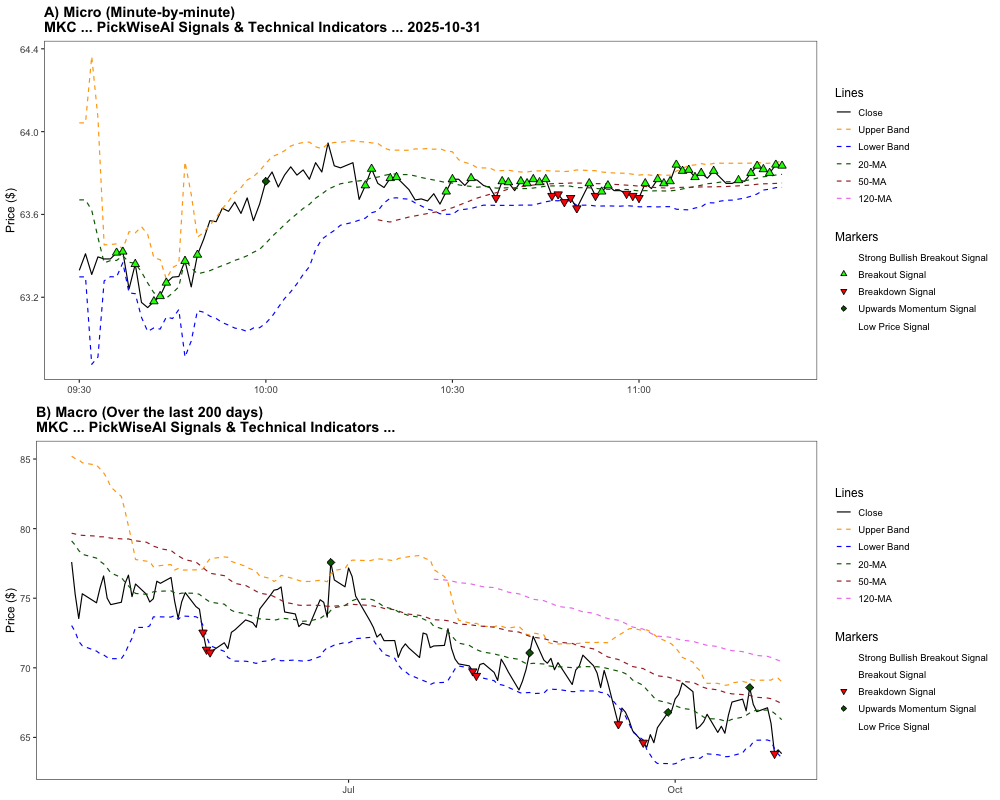 A) Micro (Minute-by-minute)
MKC ... PickWiseAI Signals & Technical Indicators ... 2025-10-31
64.4
64.0
63.6
63.2
Price ($)
09:30
10:00
10:30
11:00
Lines
Close
Upper Band
Lower Band
20-MA
50-MA
120-MA
Markers
Strong Bullish Breakout Signal
Breakout Signal
Breakdown Signal
Upwards Momentum Signal
Low Price Signal
B) Macro (Over the last 200 days)
MKC ... PickWiseAI Signals & Technical Indicators ...
85
80
75
70
65
Price ($)
Jul
Oct
Lines
Close
Upper Band
Lower Band
20-MA
50-MA
120-MA
Markers
Strong Bullish Breakout Signal
Breakout Signal
Breakdown Signal
Upwards Momentum Signal
Low Price Signal